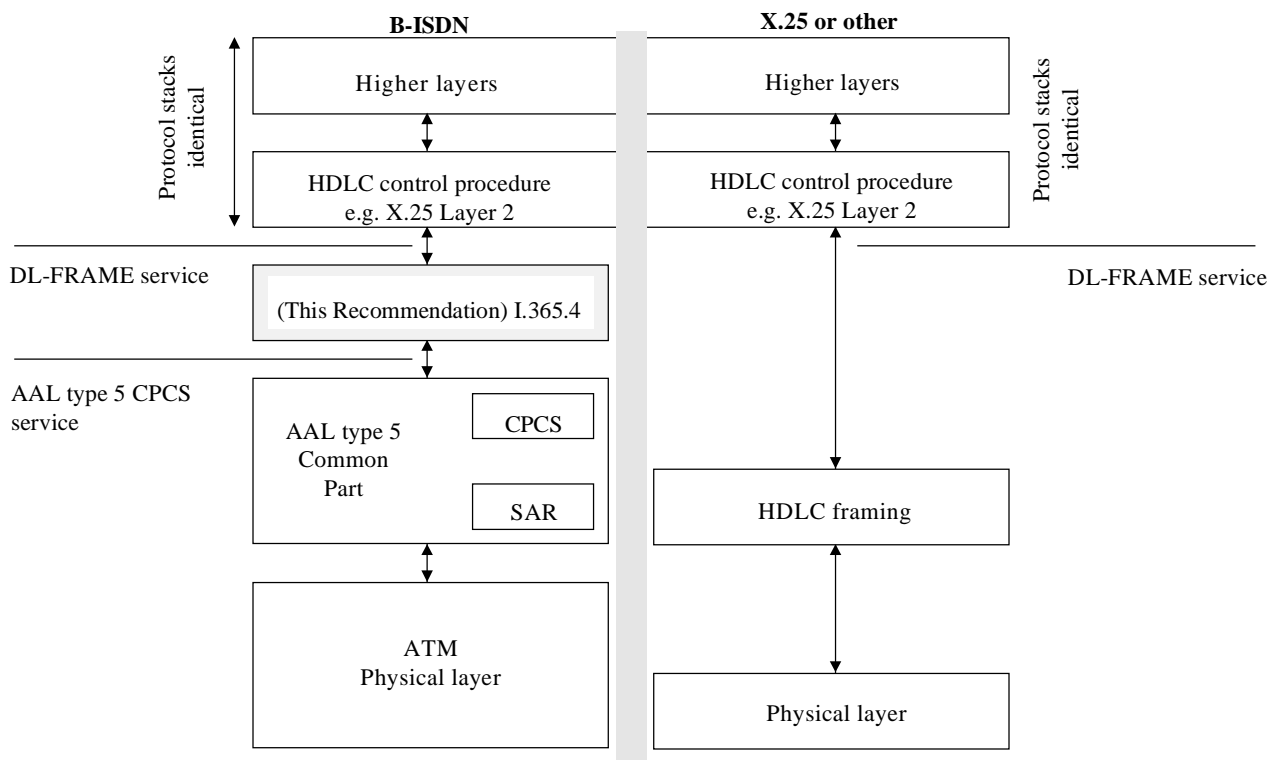 B-ISDN
X.25 or other
Protocol stacks
identical
Higher layers
Higher layers
Protocol stacks
identical
HDLC control procedure
e.g. X.25 Layer 2
HDLC control procedure
e.g. X.25 Layer 2
DL-FRAME service
DL-FRAME service
(This Recommendation) I.365.4
AAL type 5 CPCS
service
AAL type 5
Common
Part
CPCS
SAR
HDLC framing
ATM
Physical layer
Physical layer